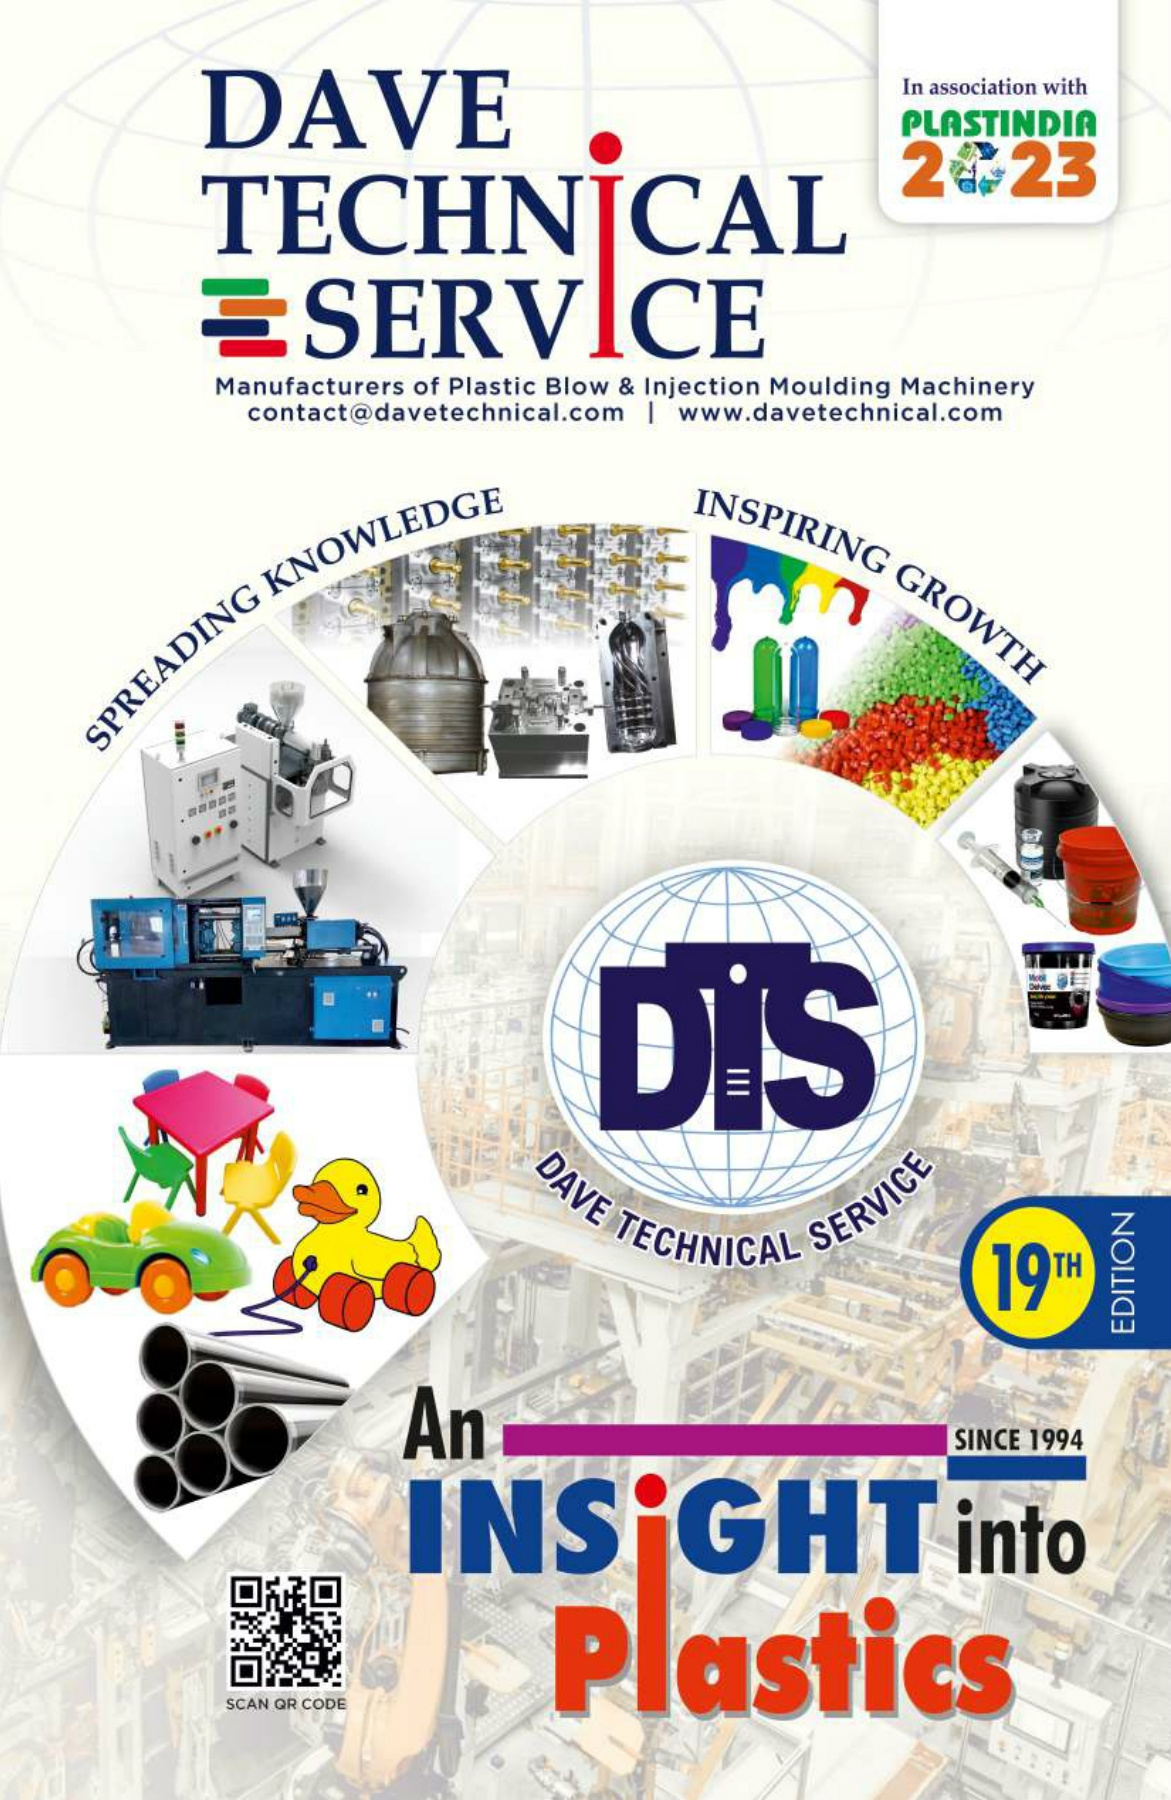 In association with
PLASTINDIA
2023
DAVE
TECHNiCAL
SERViCE
Manufacturers of Plastic Blow & Injection Moulding Machinery
contact@davetechnical.com | www.davetechnical.com
SPREADING KNOWLEDGE
INSPIRING GROWTH
Mobil
Delvac
DTS
DAVE TECHNICAL SERVICE
19TH
EDITION
An
SINCE 1994
INSiGHT into
Plastics
SCAN QR CODE